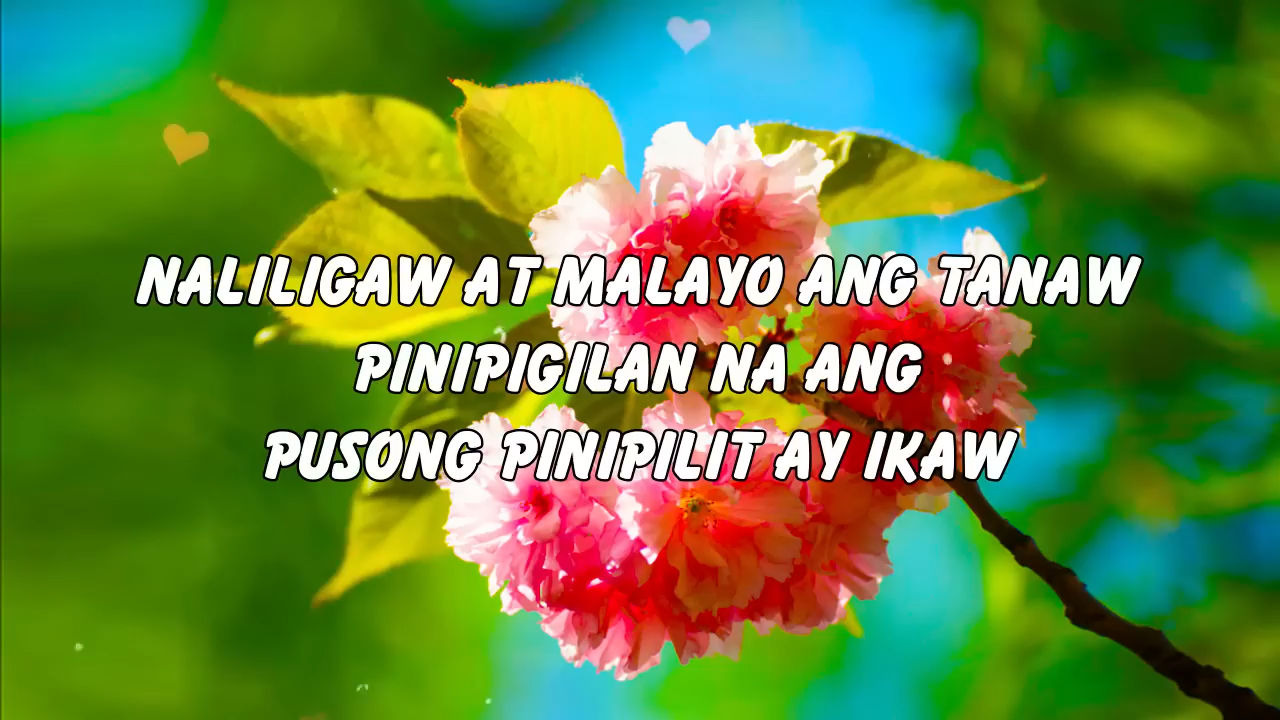 NALILIGAW AT MALAYO ANG TANAW
PINIPIGILAN NA ANG
PUSONG PINIPILIT AY IKAW